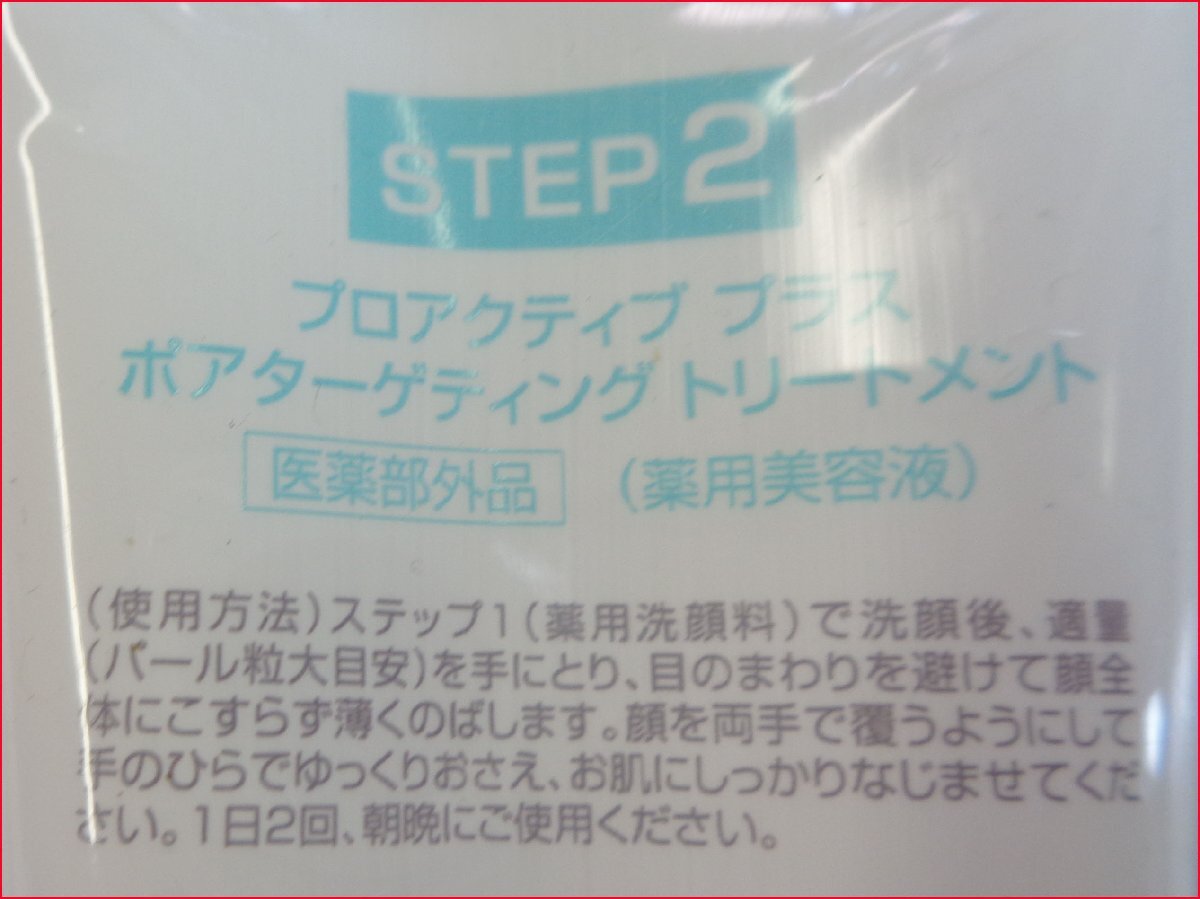 STEP 2
プロアクティブ プラス
ポアターゲティング トリートメント
医薬部外品 (薬用美容液)
(使用方法)ステップ1(薬用洗顔料)で洗顔後、適量
(パール粒大目安)を手にとり、目のまわりを避けて顔全
体にこすらず薄くのばします。顔を両手で覆うようにして
手のひらでゆっくりおさえ、お肌にしっかりなじませてくだ
さい。1日2回、朝晩にご使用ください。